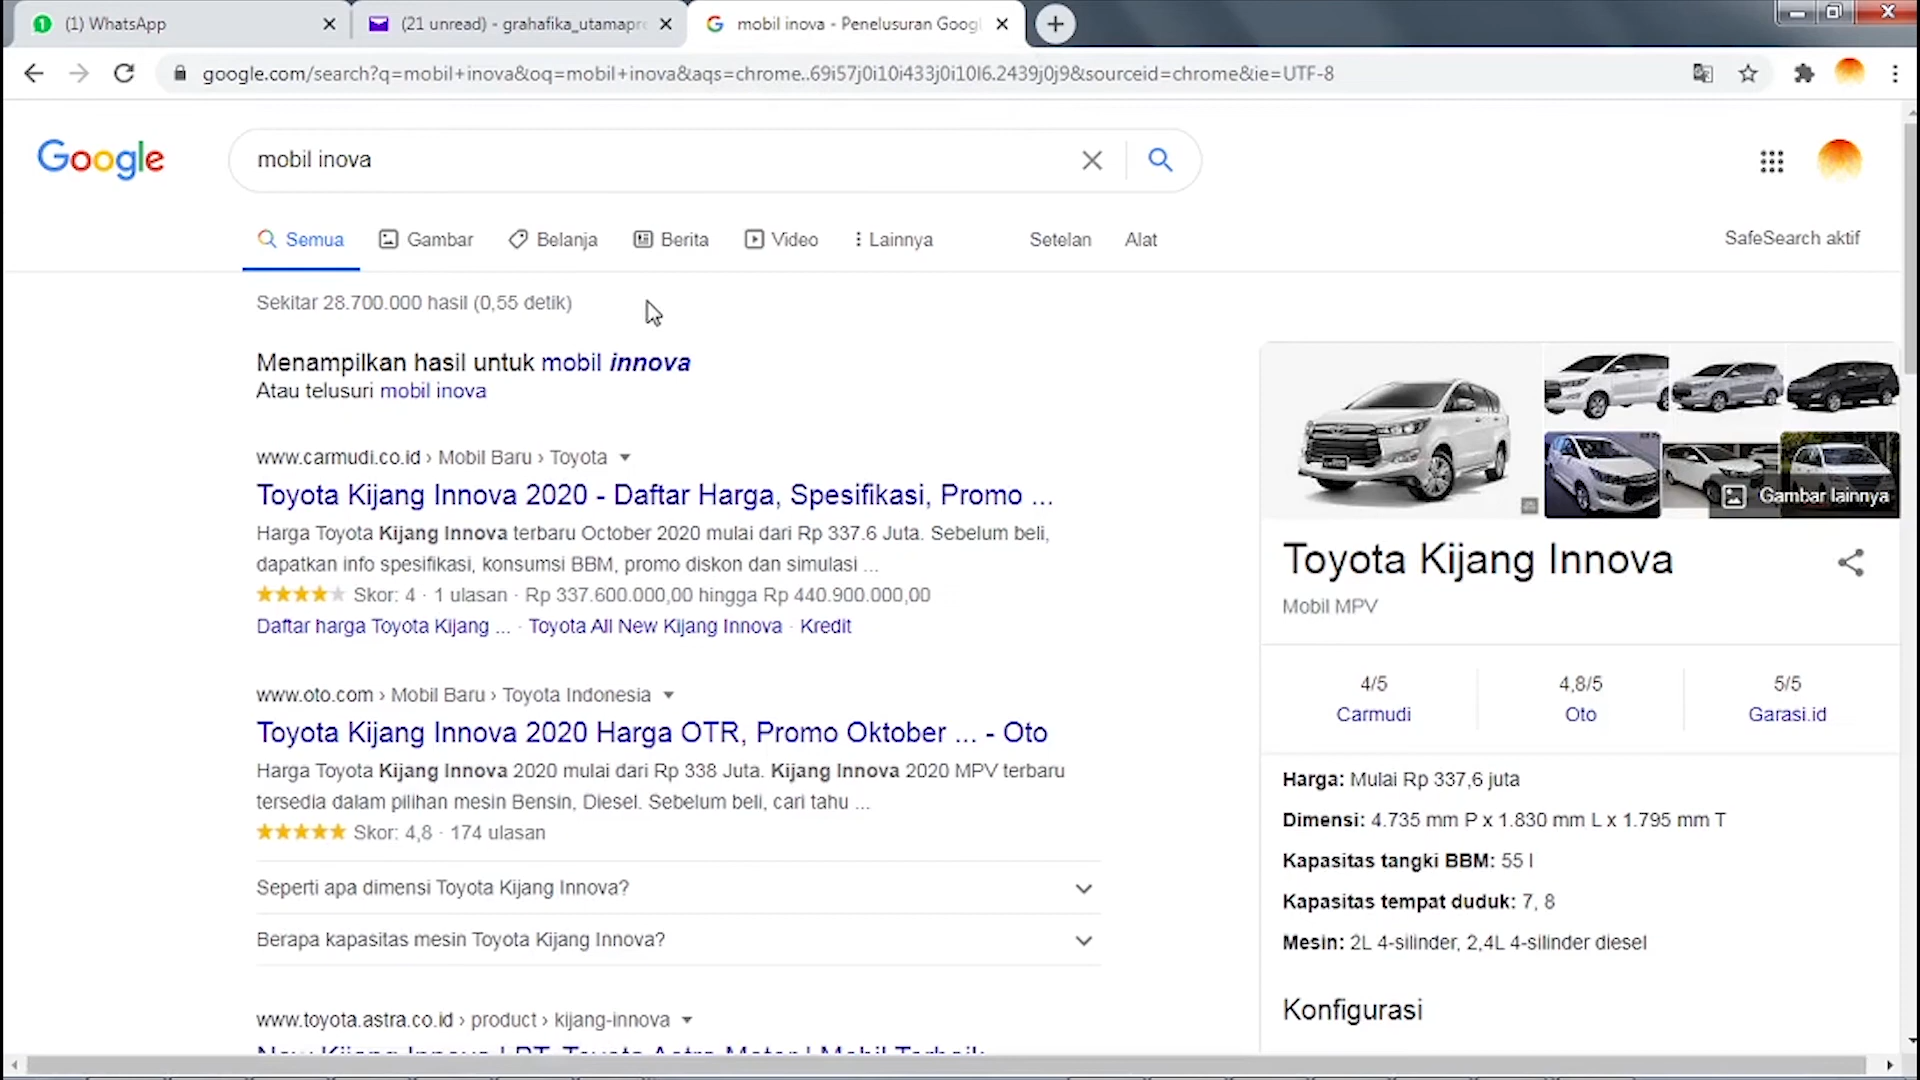 (1) WhatsApp
(21 unread) - grahafika_utamapr
mobil inova - Penelusuran Googl
google.com/search?q=mobil+inova&oq=mobil+inova&aqs=chrome..69i57j0i10i433j0i10l6.2439j0j9&sourceid=chrome&ie=UTF-8
Google
mobil inova
Semua Gambar Belanja Berita Video Lainnya Setelan Alat SafeSearch aktif
Sekitar 28.700.000 hasil (0,55 detik)
Menampilkan hasil untuk mobil innova
Atau telusuri mobil inova
www.carmudi.co.id › Mobil Baru › Toyota
Toyota Kijang Innova 2020 - Daftar Harga, Spesifikasi, Promo ...
Harga Toyota Kijang Innova terbaru October 2020 mulai dari Rp 337.6 Juta. Sebelum beli,
dapatkan info spesifikasi, konsumsi BBM, promo diskon dan simulasi ...
Skor: 4 · 1 ulasan · Rp 337.600.000,00 hingga Rp 440.900.000,00
Daftar harga Toyota Kijang ... · Toyota All New Kijang Innova · Kredit
www.oto.com › Mobil Baru › Toyota Indonesia
Toyota Kijang Innova 2020 Harga OTR, Promo Oktober ... - Oto
Harga Toyota Kijang Innova 2020 mulai dari Rp 338 Juta. Kijang Innova 2020 MPV terbaru
tersedia dalam pilihan mesin Bensin, Diesel. Sebelum beli, cari tahu ...
Skor: 4,8 · 174 ulasan
Seperti apa dimensi Toyota Kijang Innova?
Berapa kapasitas mesin Toyota Kijang Innova?
www.toyota.astra.co.id › product › kijang-innova
New Kijang Innova | PT. Toyota Astra Motor | Mobil Terbaik
Gambar lainnya
Toyota Kijang Innova
Mobil MPV
4/5 4,8/5 5/5
Carmudi Oto Garasi.id
Harga: Mulai Rp 337,6 juta
Dimensi: 4.735 mm P x 1.830 mm L x 1.795 mm T
Kapasitas tangki BBM: 55 l
Kapasitas tempat duduk: 7, 8
Mesin: 2L 4-silinder, 2,4L 4-silinder diesel
Konfigurasi